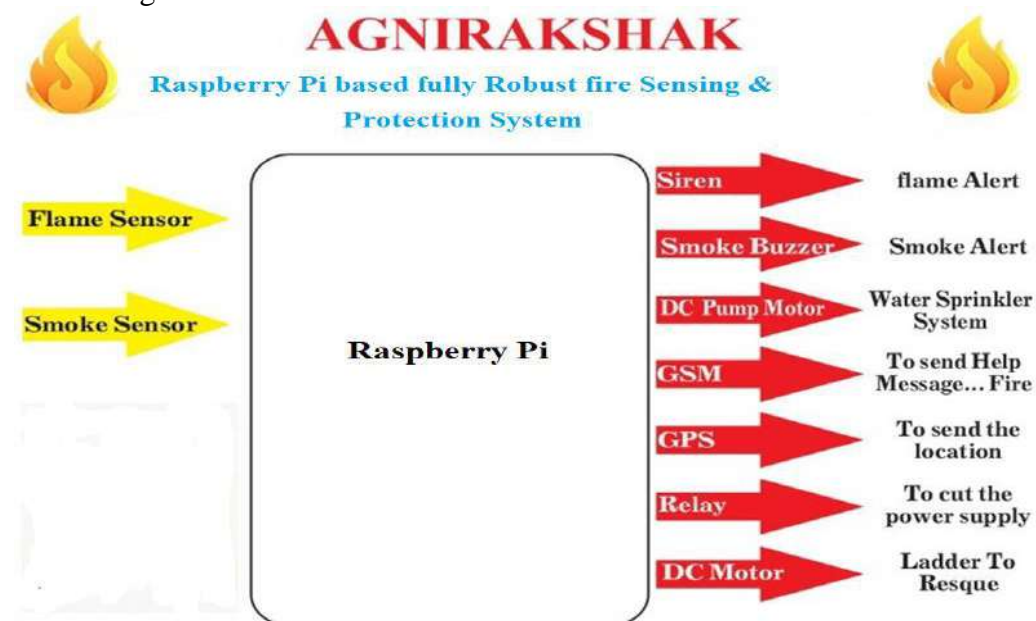 AGNIRAKSHAK
Raspberry Pi based fully Robust fire Sensing &
Protection System
Flame Sensor
Smoke Sensor
Raspberry Pi
Siren
flame Alert
Smoke Buzzer
Smoke Alert
DC Pump Motor
Water Sprinkler
System
GSM
To send Help
Message... Fire
GPS
To send the
location
Relay
To cut the
power supply
DC Motor
Ladder To
Resque